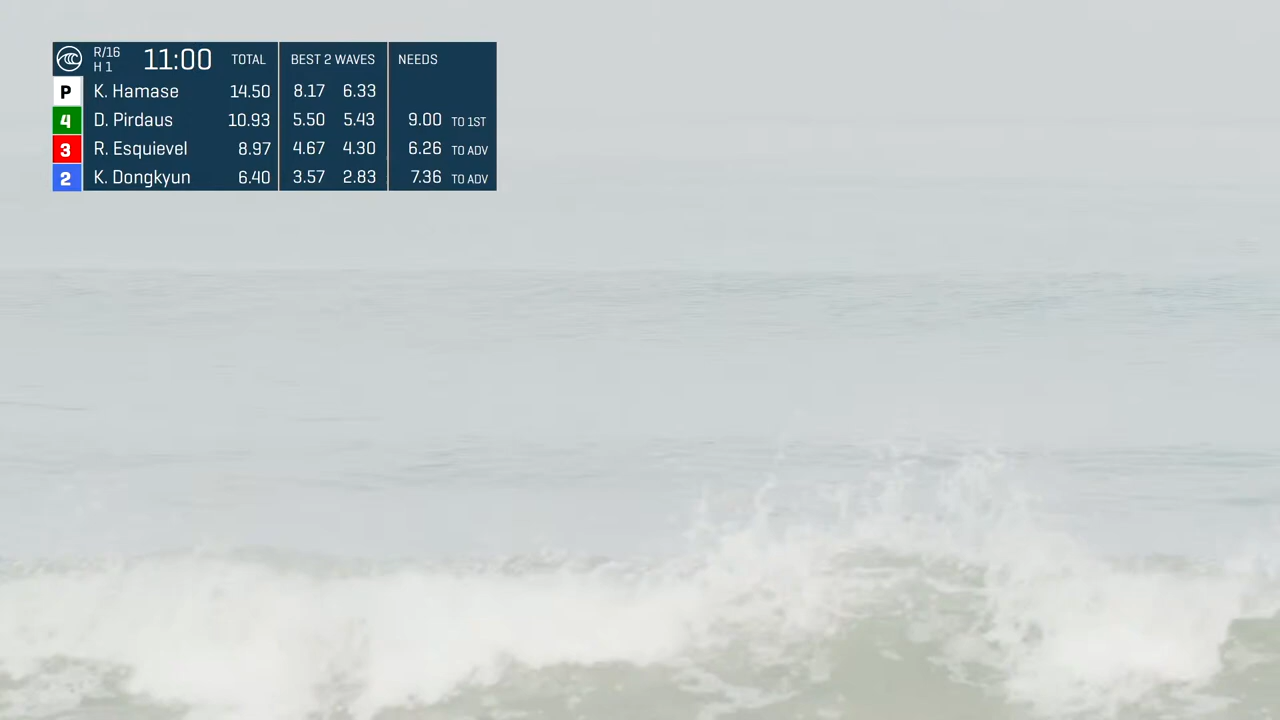 R/16 H 1 11:00 TOTAL BEST 2 WAVES NEEDS
P K. Hamase 14.50 8.17 6.33
4 D. Pirdaus 10.93 5.50 5.43 9.00 TO 1ST
3 R. Esquievel 8.97 4.67 4.30 6.26 TO ADV
2 K. Dongkyun 6.40 3.57 2.83 7.36 TO ADV